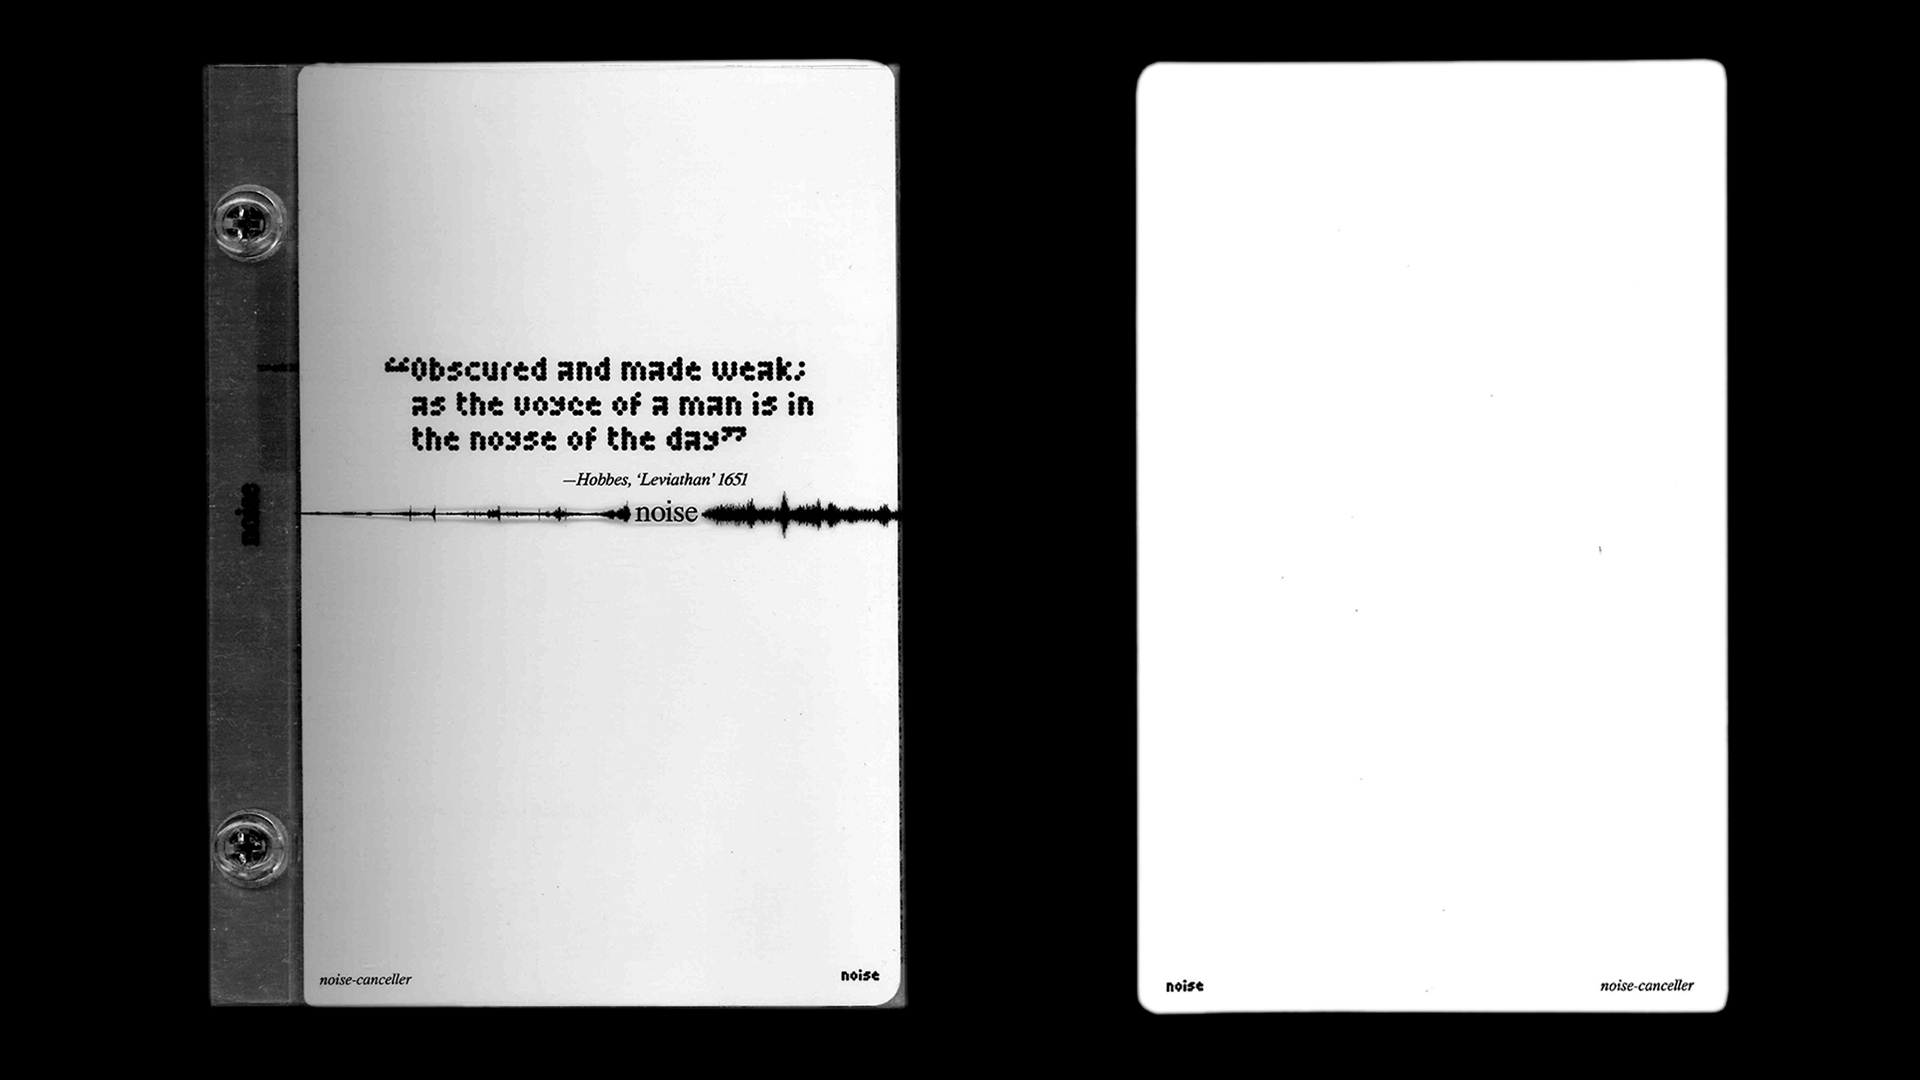 “Obscured and made weak;
as the voyce of a man is in
the noyse of the day”
—Hobbes, ‘Leviathan’ 1651
noise
noise
noise-canceller
noise
noise
noise-canceller